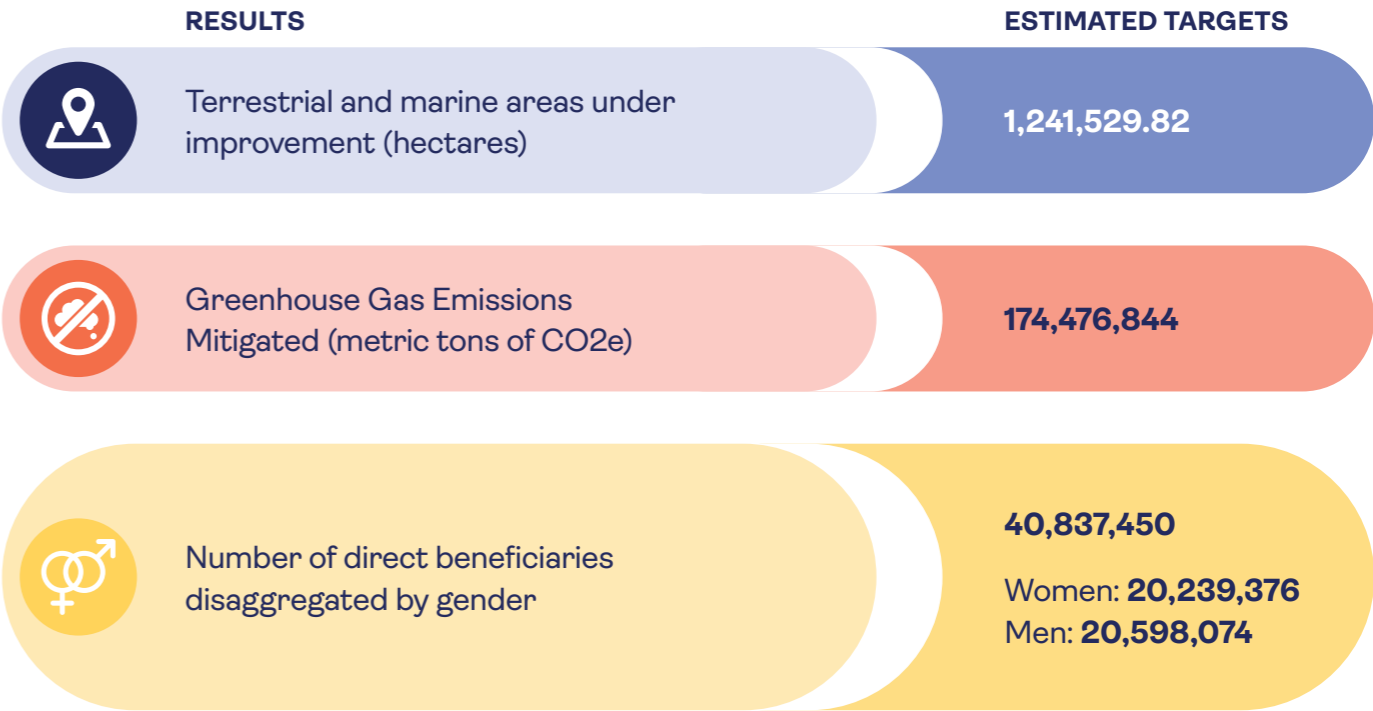 RESULTS
ESTIMATED TARGETS
Terrestrial and marine areas under
improvement (hectares)
1,241,529.82
Greenhouse Gas Emissions
Mitigated (metric tons of CO2e)
174,476,844
Number of direct beneficiaries
disaggregated by gender
40,837,450
Women: 20,239,376
Men: 20,598,074